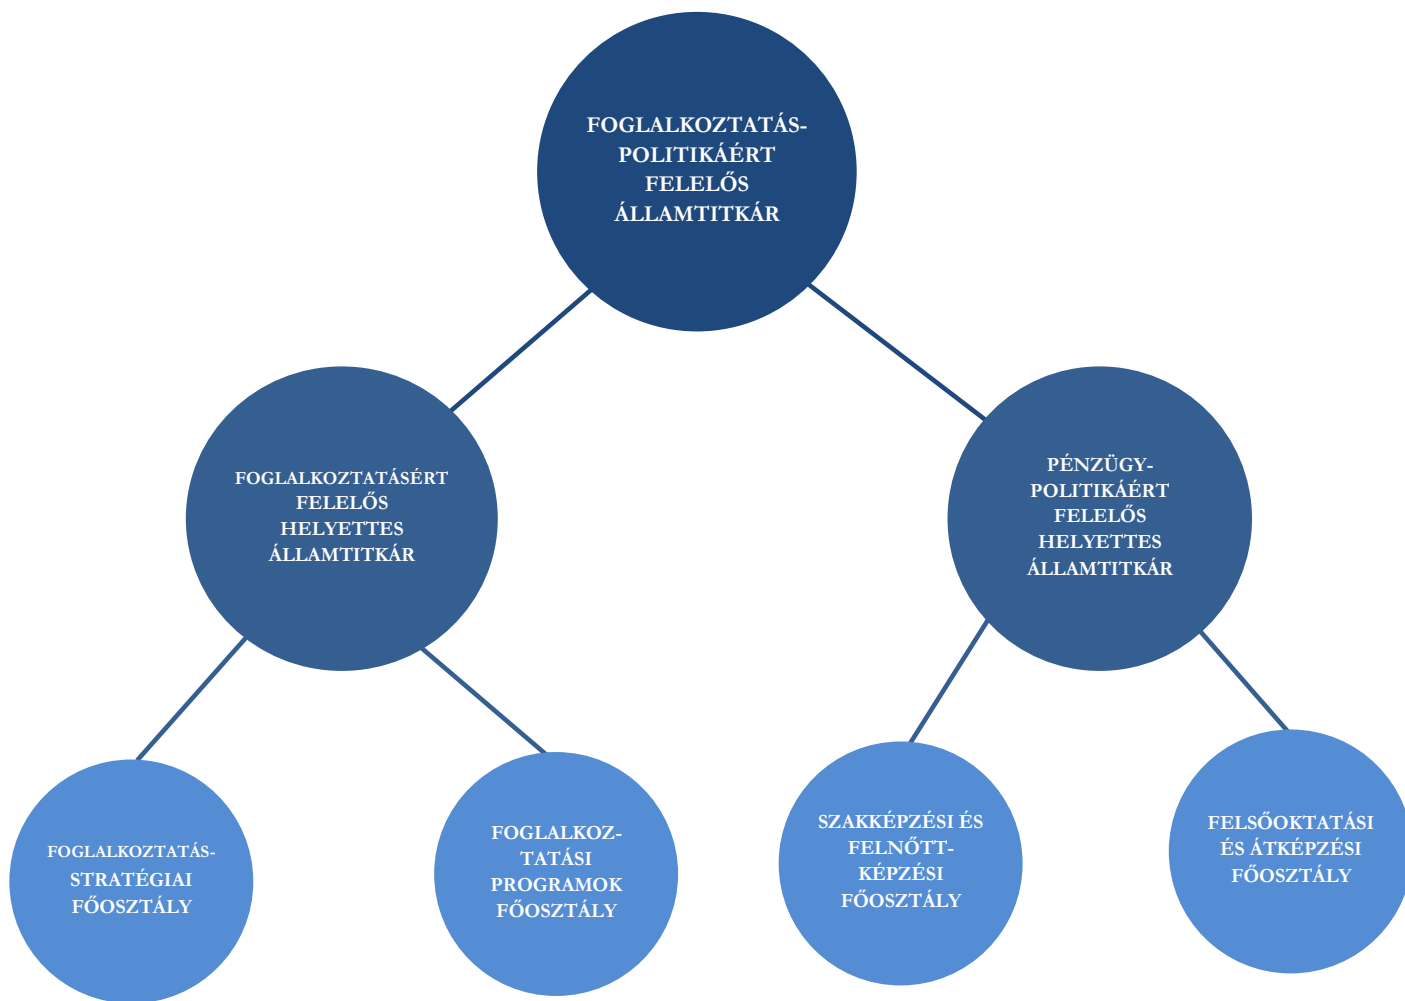 FOGLALKOZTATÁS-
POLITIKÁÉRT
FELELŐS
ÁLLAMTITKÁR
FOGLALKOZTATÁSÉRT
FELELŐS
HELYETTES
ÁLLAMTITKÁR
PÉNZÜGY-
POLITIKÁÉRT
FELELŐS
HELYETTES
ÁLLAMTITKÁR
FOGLALKOZTATÁS-
STRATÉGIAI
FŐOSZTÁLY
FOGLALKOZ-
TATÁSI
PROGRAMOK
FŐOSZTÁLY
SZAKKÉPZÉSI ÉS
FELNŐTT-
KÉPZÉSI
FŐOSZTÁLY
FELSŐOKTATÁSI
ÉS ÁTKÉPZÉSI
FŐOSZTÁLY